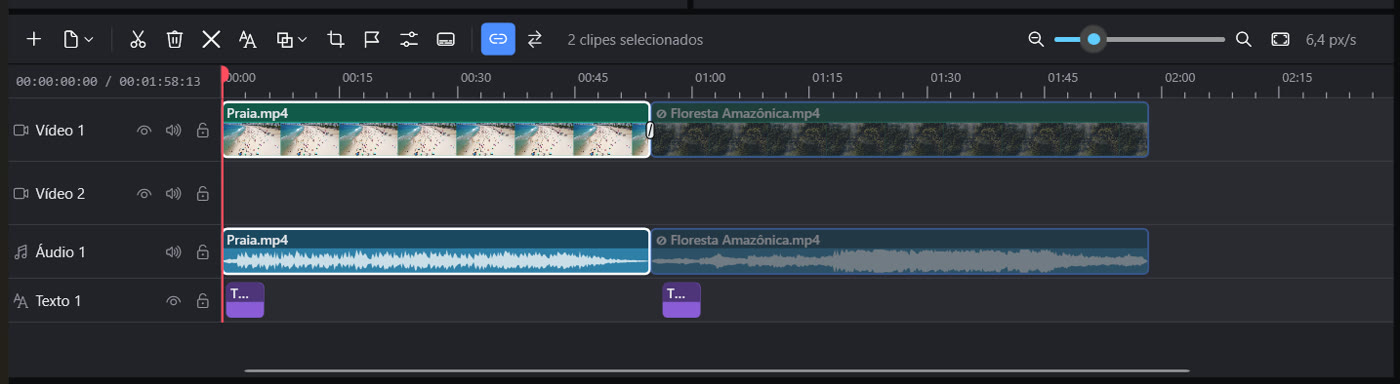 2 clipes selecionados
6,4 px/s
00:00:00:00 / 00:01:58:13
00:00 00:15 00:30 00:45 01:00 01:15 01:30 01:45 02:00 02:15
Vídeo 1
Praia.mp4
Floresta Amazônica.mp4
Vídeo 2
Áudio 1
Praia.mp4
Floresta Amazônica.mp4
Texto 1
T...
T...